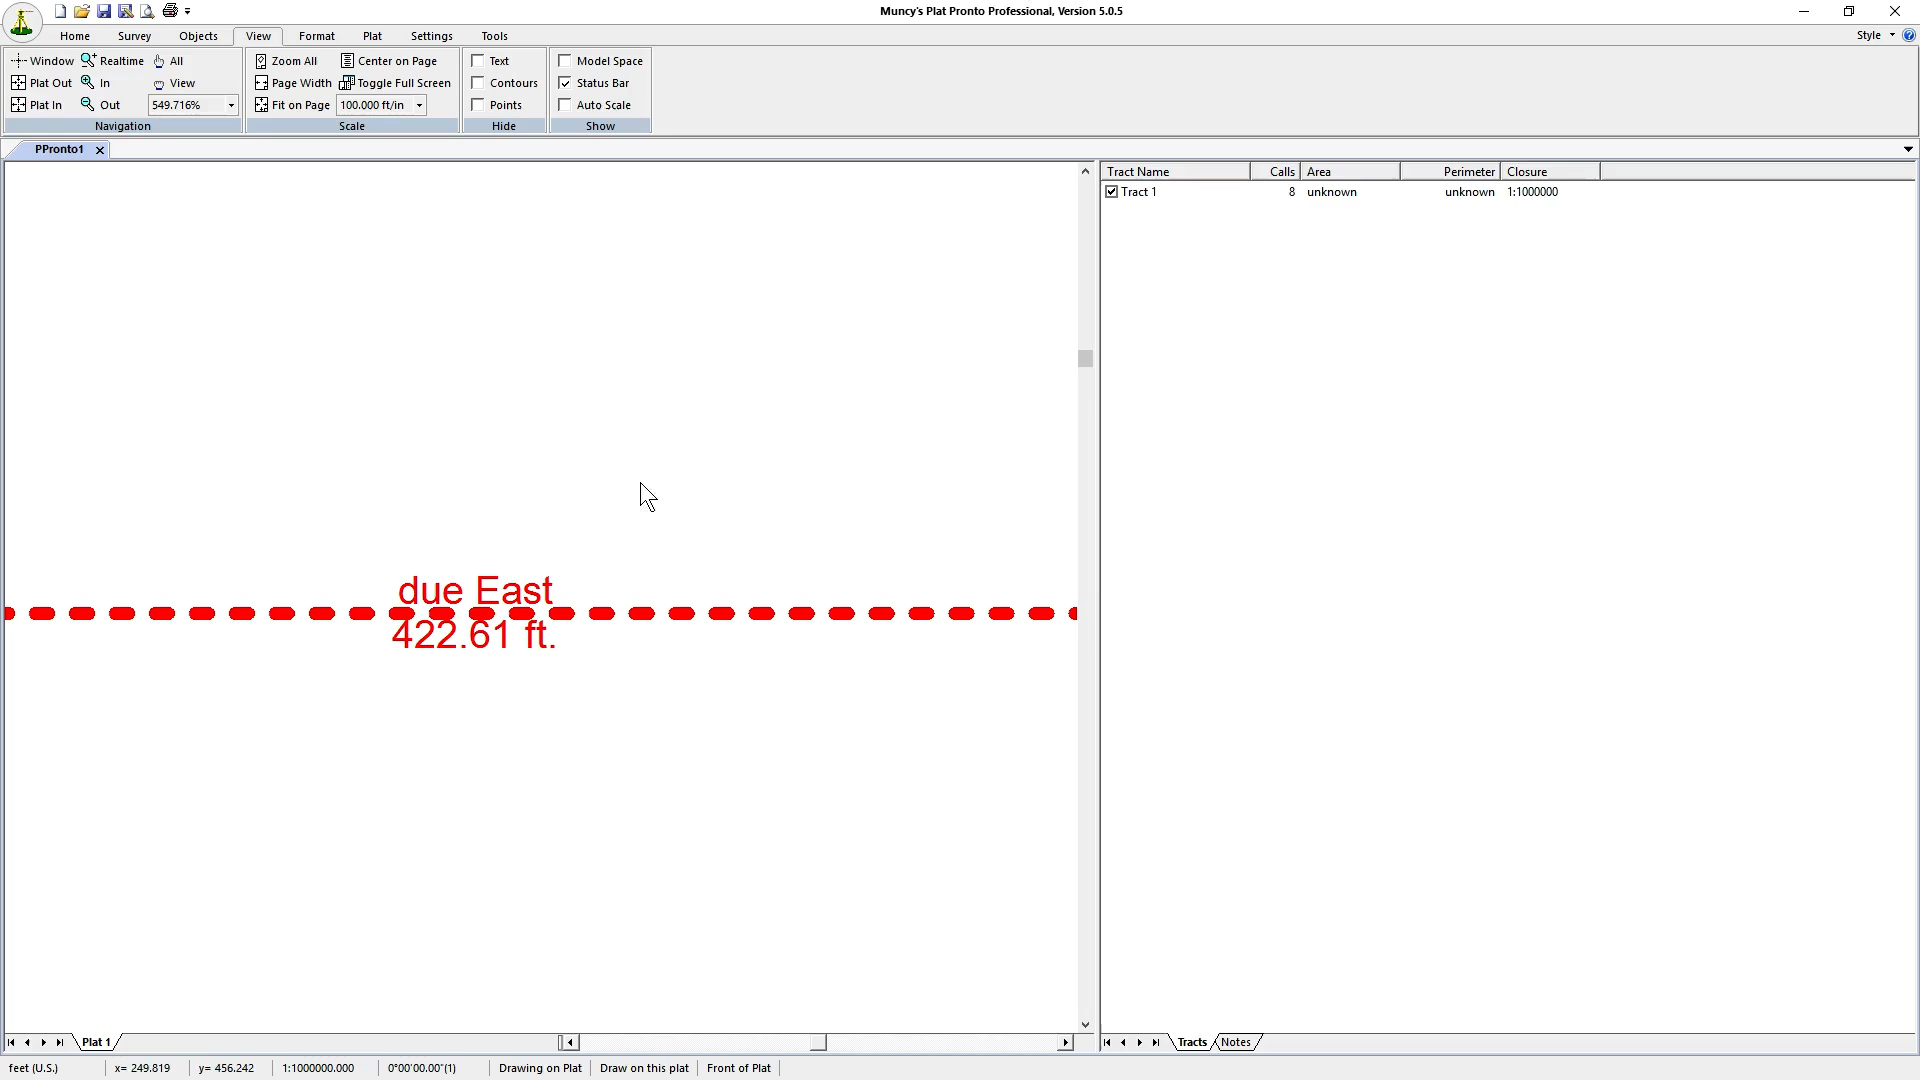 Muncy's Plat Pronto Professional, Version 5.0.5
Home Survey Objects View Format Plat Settings Tools Style
Window Realtime All
Plat Out In View
Plat In Out 549.716%
Navigation
Zoom All Center on Page
Page Width Toggle Full Screen
Fit on Page 100.000 ft/in
Scale
Text
Contours
Points
Hide
Model Space
Status Bar
Auto Scale
Show
PPronto1
Tract Name Calls Area Perimeter Closure
Tract 1 8 unknown unknown 1:1000000
due East
422.61 ft.
Plat 1
Tracts Notes
feet (U.S.) x= 249.819 y= 456.242 1:1000000.000 0°00'00.00"(1) Drawing on Plat Draw on this plat Front of Plat